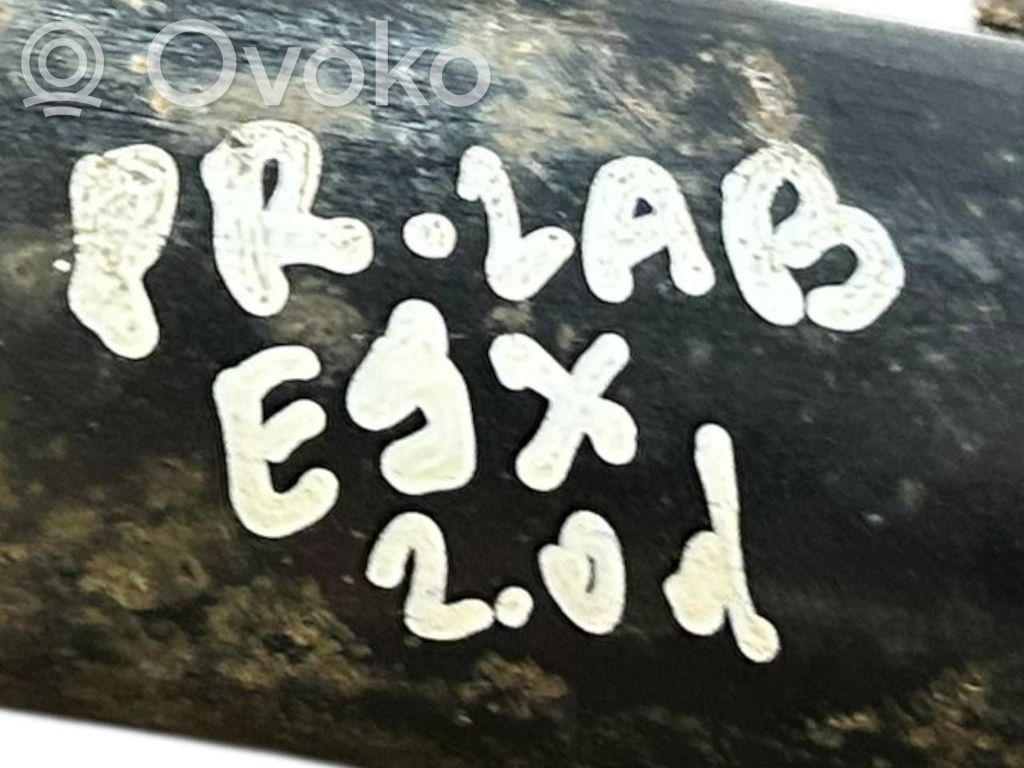 Ovoko
PR.LAB
E9X
2.0d